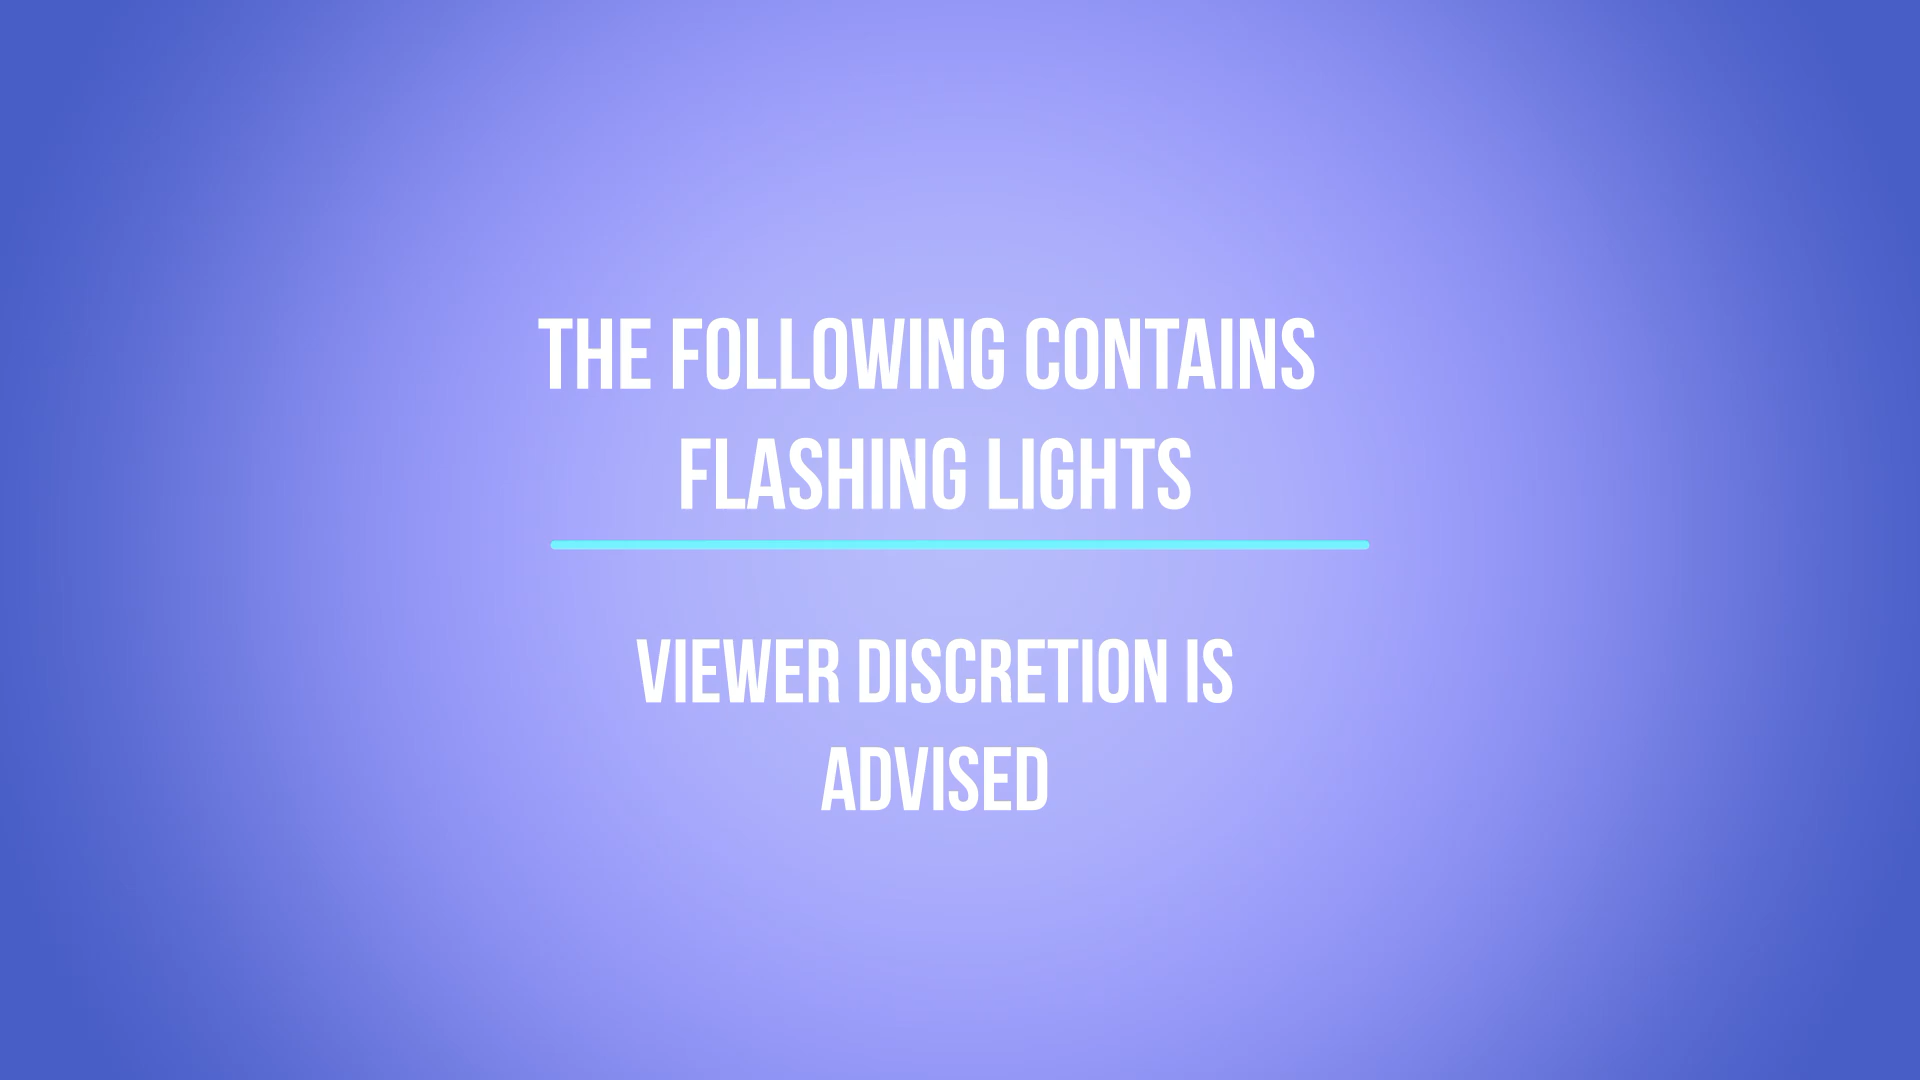 THE FOLLOWING CONTAINS
FLASHING LIGHTS
VIEWER DISCRETION IS
ADVISED